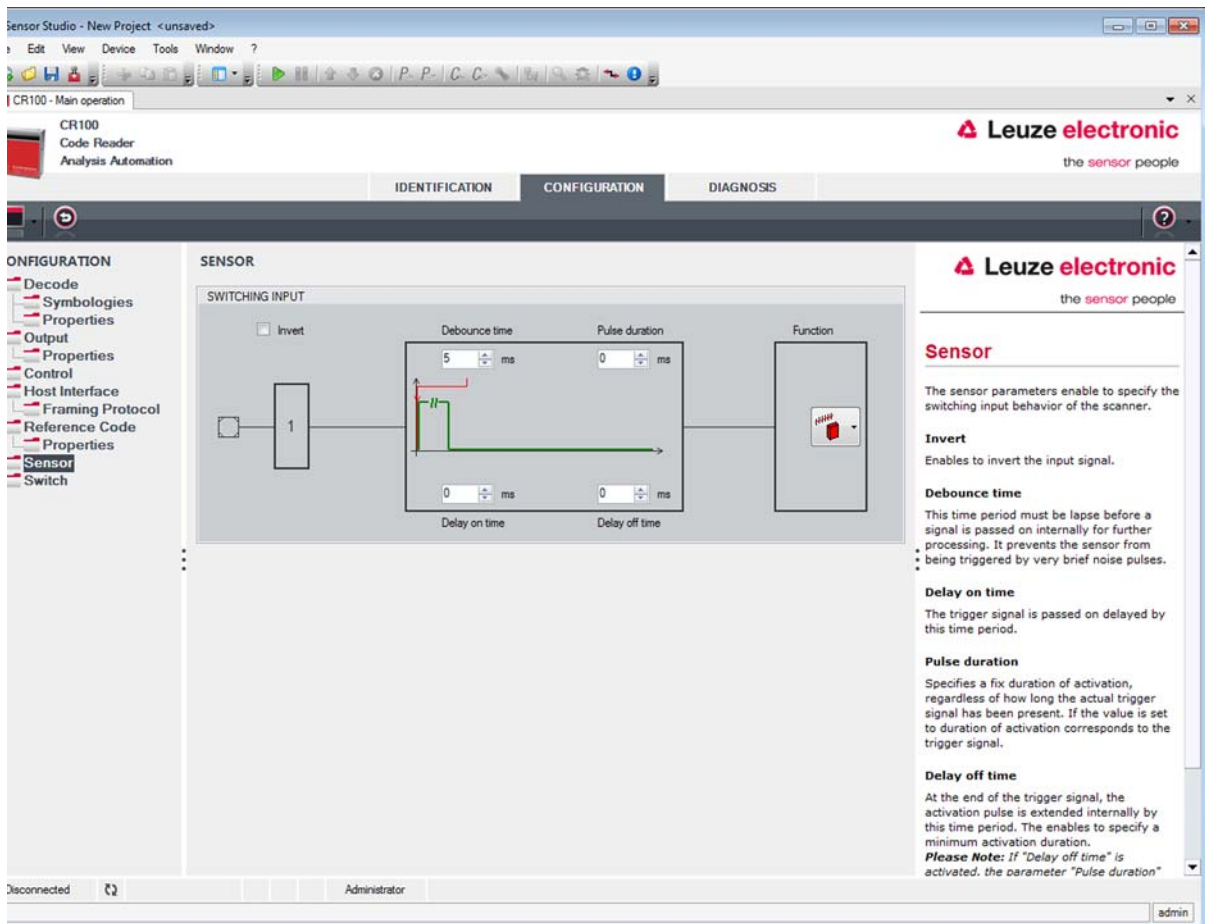 Sensor Studio - New Project <unsaved>
Edit View Device Tools Window ?
P P C C
CR100 - Main operation
CR100
Code Reader
Analysis Automation
Leuze electronic
the sensor people
IDENTIFICATION CONFIGURATION DIAGNOSIS
?
ONFIGURATION
Decode
Symbologies
Properties
Output
Properties
Control
Host Interface
Framing Protocol
Reference Code
Properties
Sensor
Switch
SENSOR
SWITCHING INPUT
Invert
Debounce time
Pulse duration
Function
5 ms
0 ms
1
0 ms
0 ms
Delay on time
Delay off time
Leuze electronic
the sensor people
Sensor
The sensor parameters enable to specify the
switching input behavior of the scanner.
Invert
Enables to invert the input signal.
Debounce time
This time period must be lapse before a
signal is passed on internally for further
processing. It prevents the sensor from
being triggered by very brief noise pulses.
Delay on time
The trigger signal is passed on delayed by
this time period.
Pulse duration
Specifies a fix duration of activation,
regardless of how long the actual trigger
signal has been present. If the value is set
to duration of activation corresponds to the
trigger signal.
Delay off time
At the end of the trigger signal, the
activation pulse is extended internally by
this time period. The enables to specify a
minimum activation duration.
Please Note: If "Delay off time" is
activated, the parameter "Pulse duration"
Disconnected
Administrator
admin